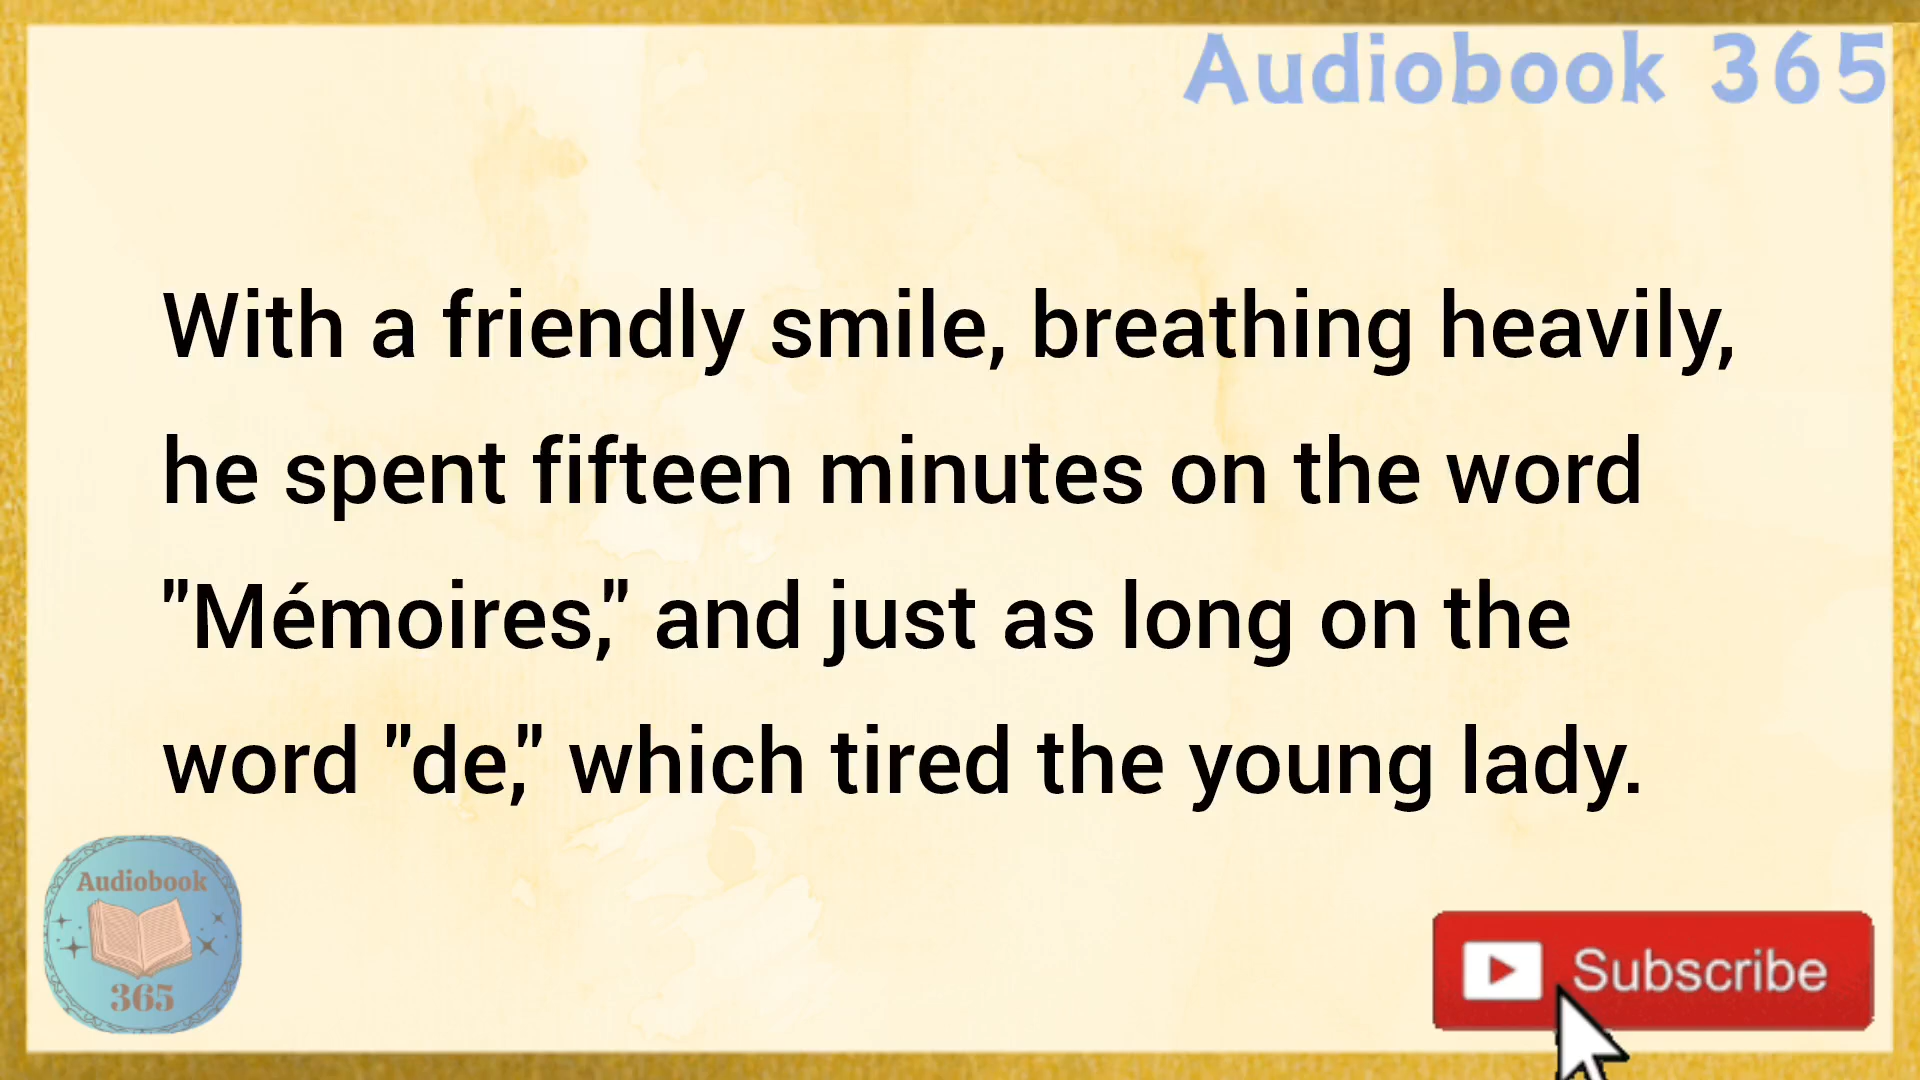 Audiobook 365
With a friendly smile, breathing heavily,
he spent fifteen minutes on the word
"Mémoires," and just as long on the
word "de," which tired the young lady.
Audiobook
365
Subscribe